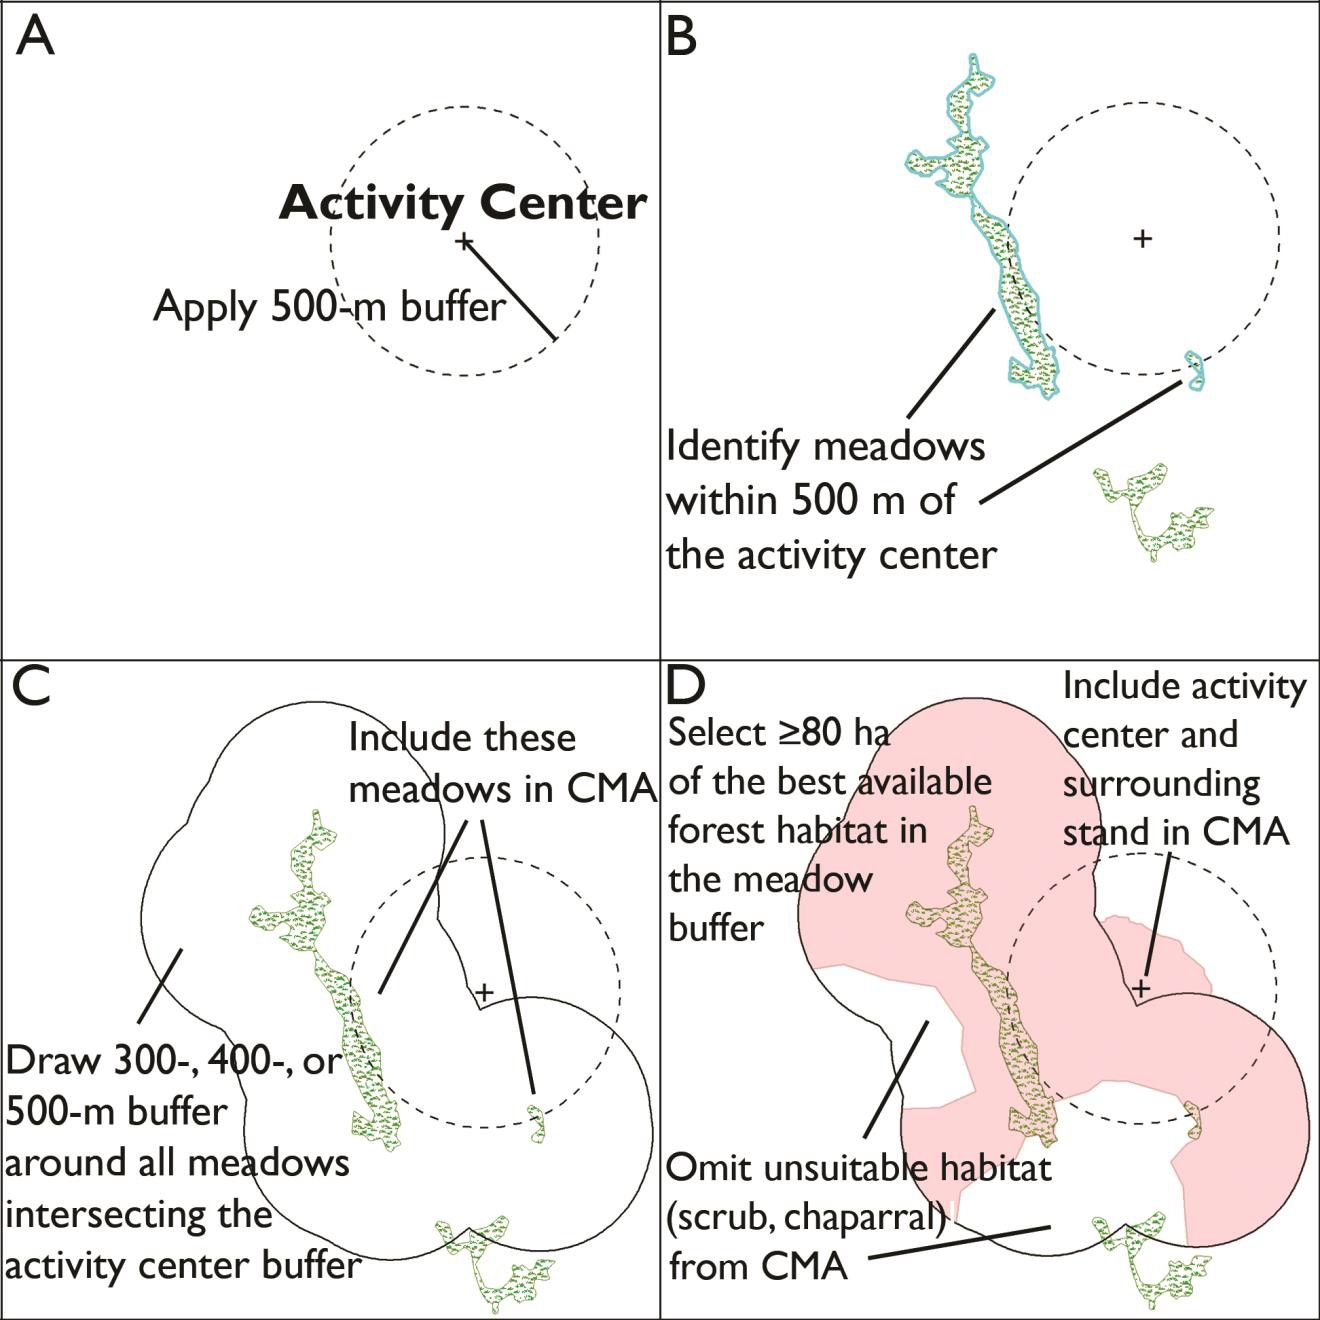 A
Activity Center
Apply 500-m buffer
B
Identify meadows
within 500 m of
the activity center
C
Include these
meadows in CMA
Draw 300-, 400-, or
500-m buffer
around all meadows
intersecting the
activity center buffer
D
Select ≥80 ha
of the best available
forest habitat in
the meadow
buffer
Include activity
center and
surrounding
stand in CMA
Omit unsuitable habitat
(scrub, chaparral)
from CMA